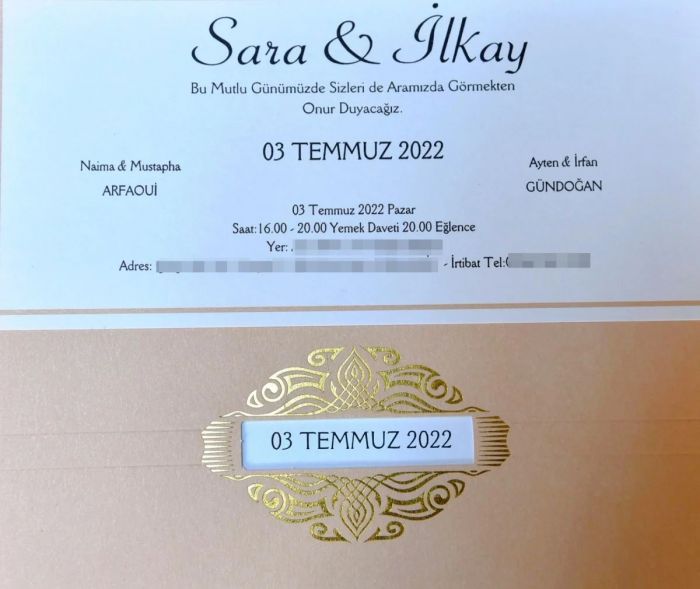 Sara & İlkay
Bu Mutlu Günümüzde Sizleri de Aramızda Görmekten
Onur Duyacağız.
03 TEMMUZ 2022
Naima & Mustapha
ARFAOUİ
Ayten & İrfan
GÜNDOĞAN
03 Temmuz 2022 Pazar
Saat:16.00 - 20.00 Yemek Daveti 20.00 Eğlence
Yer:
Adres: - İrtibat Tel:
03 TEMMUZ 2022